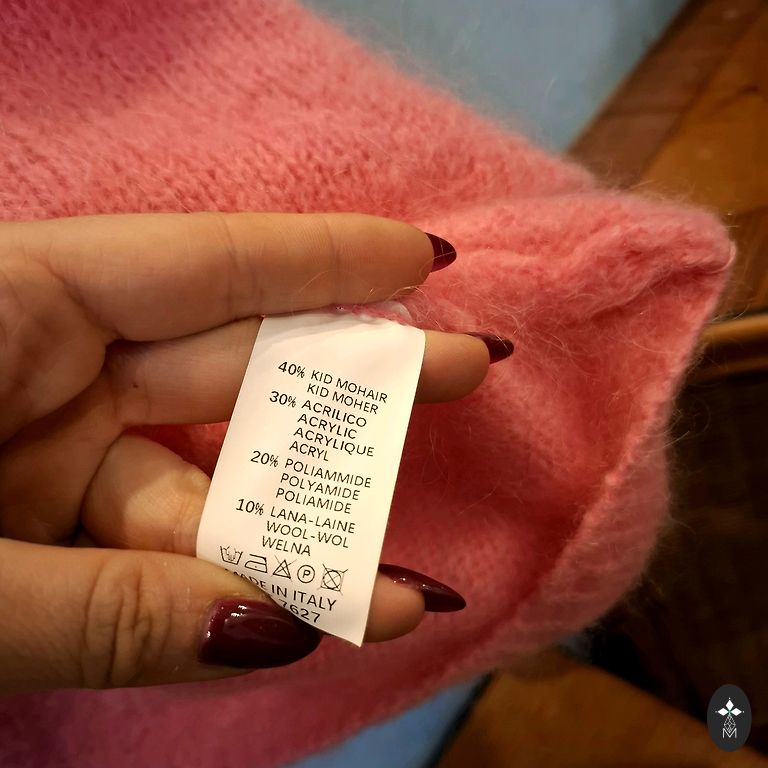 40% KID MOHAIR
KID MOHER
30% ACRILICO
ACRYLIC
ACRYLIQUE
ACRYL
20% POLIAMMIDE
POLYAMIDE
POLIAMIDE
10% LANA-LAINE
WOOL-WOL
WELNA
P
MADE IN ITALY
7627
M